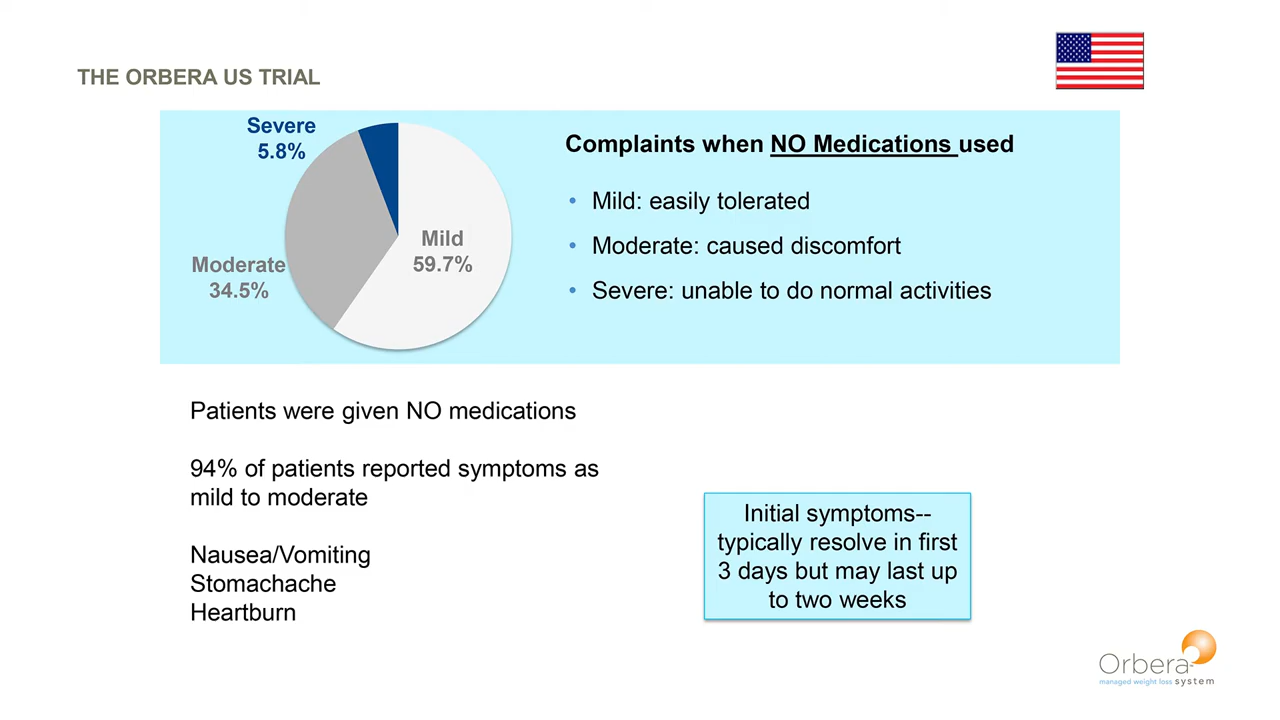 THE ORBERA US TRIAL
Severe
5.8%
Mild
59.7%
Moderate
34.5%
Complaints when NO Medications used
• Mild: easily tolerated
• Moderate: caused discomfort
• Severe: unable to do normal activities
Patients were given NO medications
94% of patients reported symptoms as
mild to moderate
Nausea/Vomiting
Stomachache
Heartburn
Initial symptoms--
typically resolve in first
3 days but may last up
to two weeks
Orbera
managed weight loss system